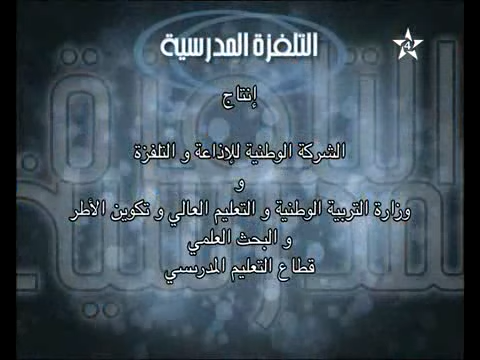 التلفزة المدرسية
4
إنتاج
الشركة الوطنية للإذاعة و التلفزة
و
وزارة التربية الوطنية و التعليم العالي و تكوين الأطر
و البحث العلمي
قطاع التعليم المدرسي